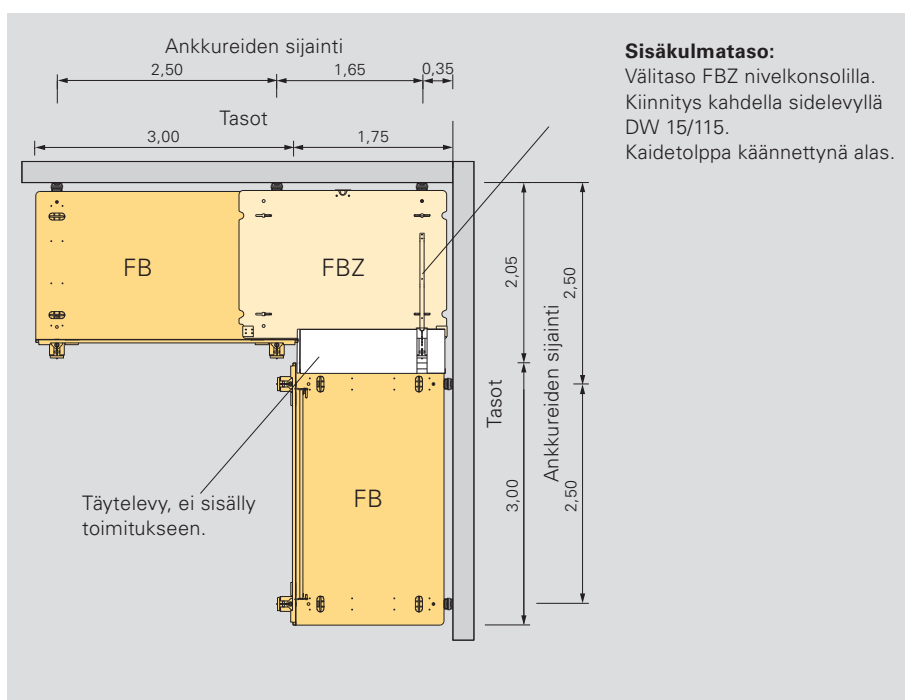 Ankkureiden sijainti
2,50 1,65 0,35
Tasot
3,00 1,75
Sisäkulmataso:
Välitaso FBZ nivelkonsolilla.
Kiinnitys kahdella sidelevyllä
DW 15/115.
Kaidetolppa käännettynä alas.
FB
FBZ
2,05
2,50
Tasot
Ankkureiden sijainti
3,00
2,50
FB
Täytelevy, ei sisälly
toimitukseen.